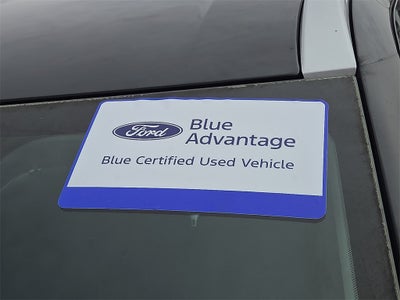 Ford
Blue
Advantage
Blue Certified Used Vehicle